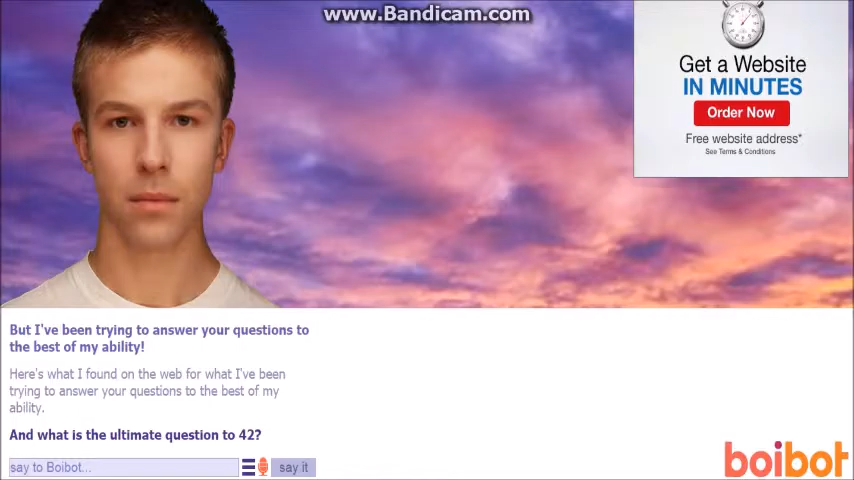 www.Bandicam.com
Get a Website
IN MINUTES
Order Now
Free website address*
See Terms & Conditions
But I've been trying to answer your questions to
the best of my ability!
Here's what I found on the web for what I've been
trying to answer your questions to the best of my
ability.
And what is the ultimate question to 42?
say to Boibot...
say it
boibot